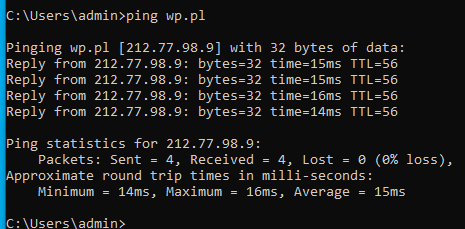 C:\Users\admin>ping wp.pl
Pinging wp.pl [212.77.98.9] with 32 bytes of data:
Reply from 212.77.98.9: bytes=32 time=15ms TTL=56
Reply from 212.77.98.9: bytes=32 time=15ms TTL=56
Reply from 212.77.98.9: bytes=32 time=16ms TTL=56
Reply from 212.77.98.9: bytes=32 time=14ms TTL=56
Ping statistics for 212.77.98.9:
    Packets: Sent = 4, Received = 4, Lost = 0 (0% loss),
Approximate round trip times in milli-seconds:
    Minimum = 14ms, Maximum = 16ms, Average = 15ms
C:\Users\admin>